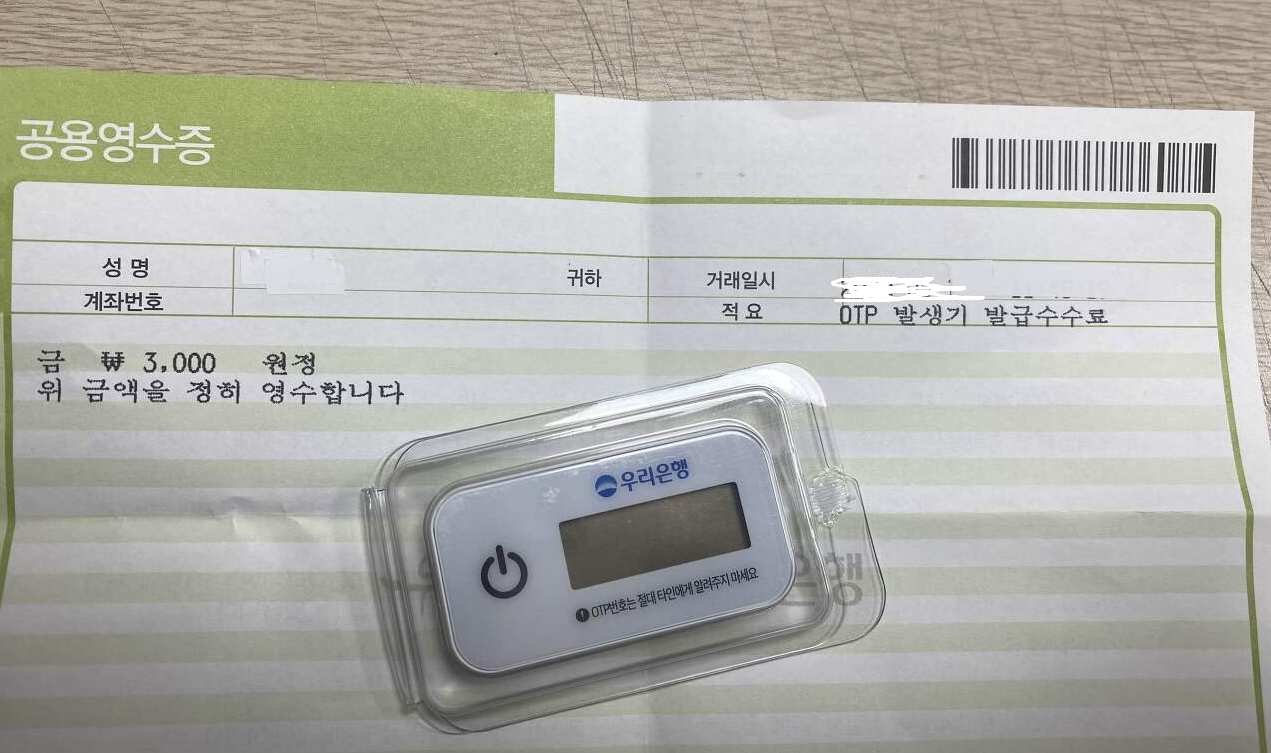 공용영수증
성 명 귀하 거래일시
계좌번호 적 요 OTP 발생기 발급수수료
금 ₩ 3,000 원정
위 금액을 정히 영수합니다
우리은행
OTP번호는 절대 타인에게 알려주지 마세요
행